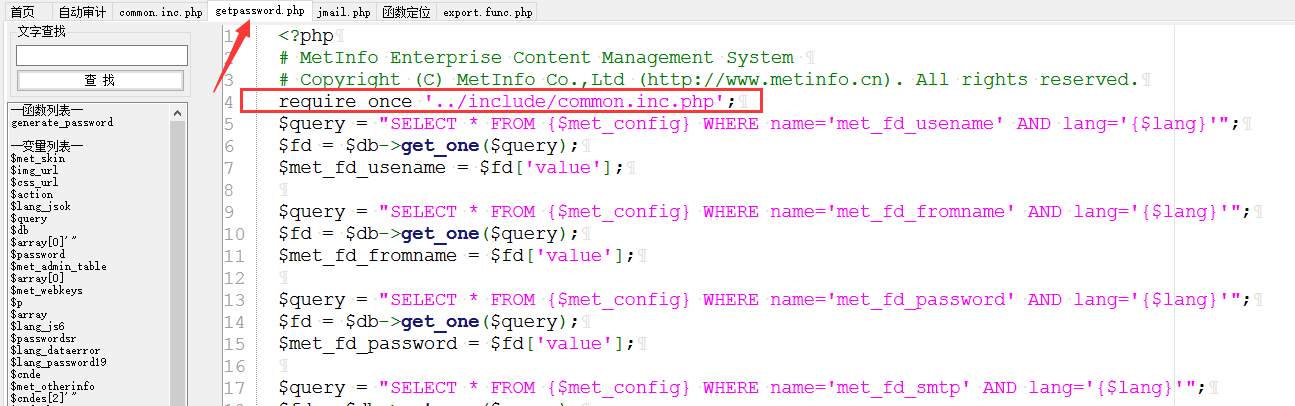 首页 自动审计 common.inc.php getpassword.php jmail.php 函数定位 export.func.php
文字查找
查 找
—函数列表—
generate_password
—变量列表—
$met_skin
$img_url
$css_url
$action
$lang_jsok
$query
$db
$array[0]'"
$password
$met_admin_table
$array[0]
$met_webkeys
$p
$array
$lang_js6
$passwordsr
$lang_dataerror
$lang_password19
$cnde
$met_otherinfo
$cndes[2]'"
1 <?php¶
2 # MetInfo Enterprise Content Management System ¶
3 # Copyright (C) MetInfo Co.,Ltd (http://www.metinfo.cn). All rights reserved.¶
4 require_once '../include/common.inc.php';¶
5 $query = "SELECT * FROM {$met_config} WHERE name='met_fd_usename' AND lang='{$lang}'";¶
6 $fd = $db->get_one($query);¶
7 $met_fd_usename = $fd['value'];¶
8 ¶
9 $query = "SELECT * FROM {$met_config} WHERE name='met_fd_fromname' AND lang='{$lang}'";¶
10 $fd = $db->get_one($query);¶
11 $met_fd_fromname = $fd['value'];¶
12 ¶
13 $query = "SELECT * FROM {$met_config} WHERE name='met_fd_password' AND lang='{$lang}'";¶
14 $fd = $db->get_one($query);¶
15 $met_fd_password = $fd['value'];¶
16 ¶
17 $query = "SELECT * FROM {$met_config} WHERE name='met_fd_smtp' AND lang='{$lang}'";¶